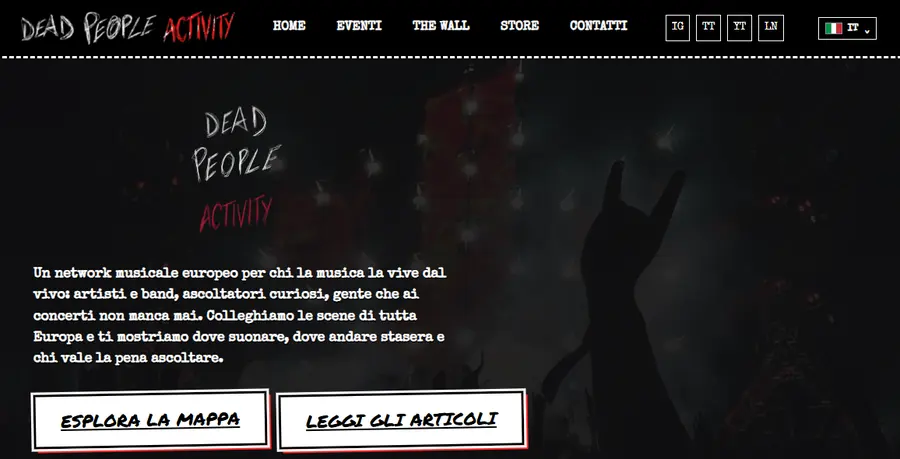 DEAD PEOPLE ACTIVITY
HOME EVENTI THE WALL STORE CONTATTI
IG TT YT LN
IT
DEAD
PEOPLE
ACTIVITY
Un network musicale europeo per chi la musica la vive dal
vivo: artisti e band, ascoltatori curiosi, gente che ai
concerti non manca mai. Colleghiamo le scene di tutta
Europa e ti mostriamo dove suonare, dove andare stasera e
chi vale la pena ascoltare.
ESPLORA LA MAPPA
LEGGI GLI ARTICOLI